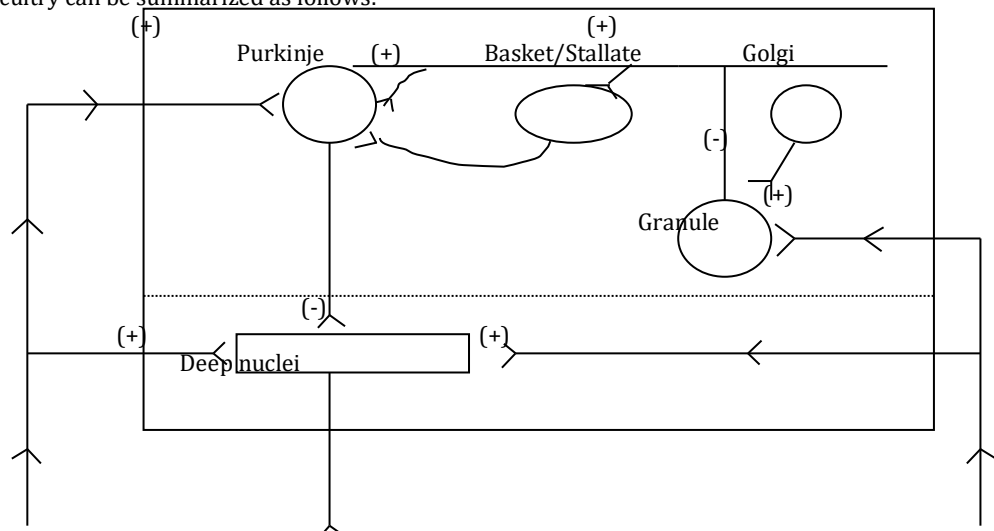 cuitry can be summarized as follows:
(+) (+)
Purkinje (+) Basket/Stallate Golgi
(-)
(+)
Granule
(-)
(+) (+)
Deep nuclei